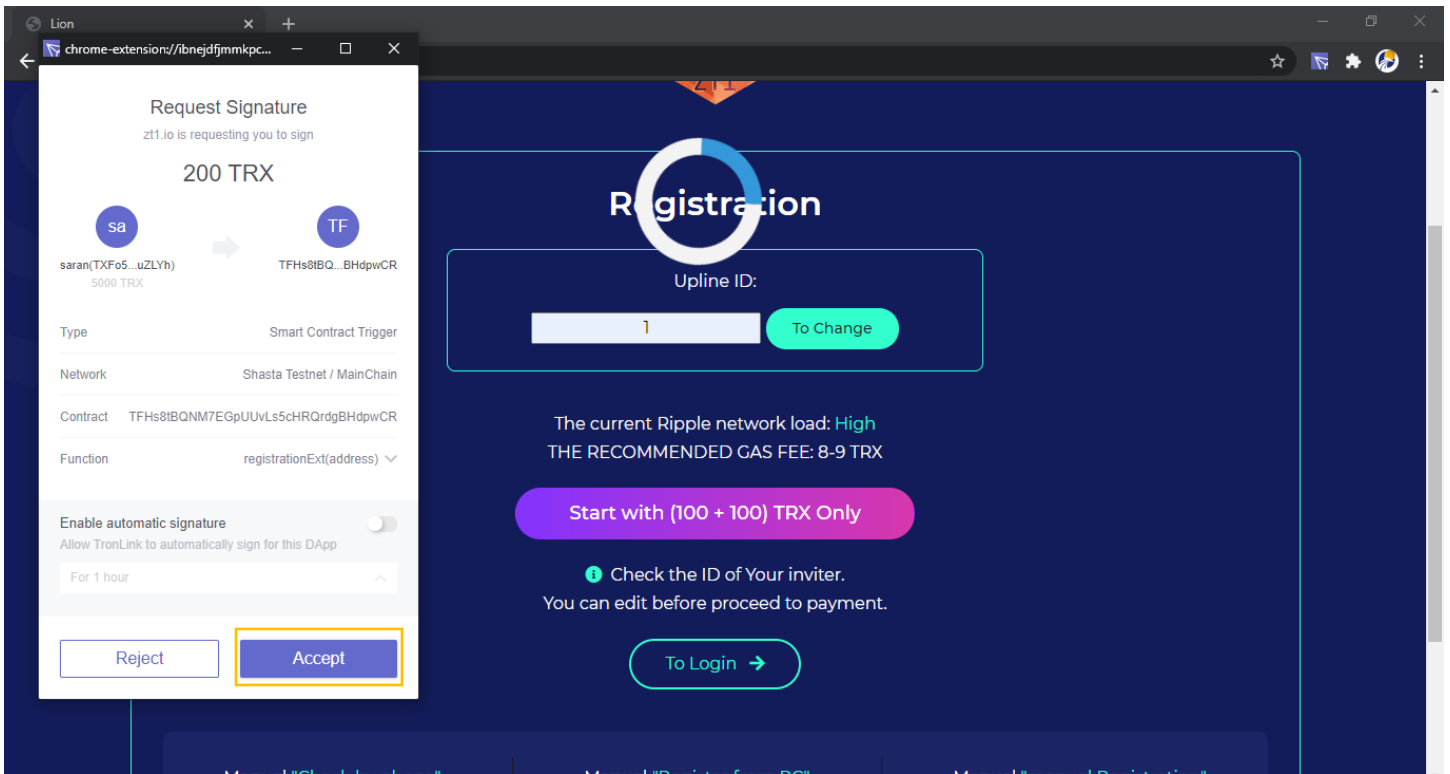 Lion
chrome-extension://ibnejdfjmmkpc...
Request Signature
zt1.io is requesting you to sign
200 TRX
sa
TF
saran(TXFo5...uZLYh)
TFHs8tBQ...BHdpwCR
5000 TRX
Type
Smart Contract Trigger
Network
Shasta Testnet / MainChain
Contract
TFHs8tBQNM7EGpUUvLs5cHRQrdgBHdpwCR
Function
registrationExt(address)
Enable automatic signature
Allow TronLink to automatically sign for this DApp
For 1 hour
Reject
Accept
ZT1
Registration
Upline ID:
1
To Change
The current Ripple network load: High
THE RECOMMENDED GAS FEE: 8-9 TRX
Start with (100 + 100) TRX Only
Check the ID of Your inviter.
You can edit before proceed to payment.
To Login